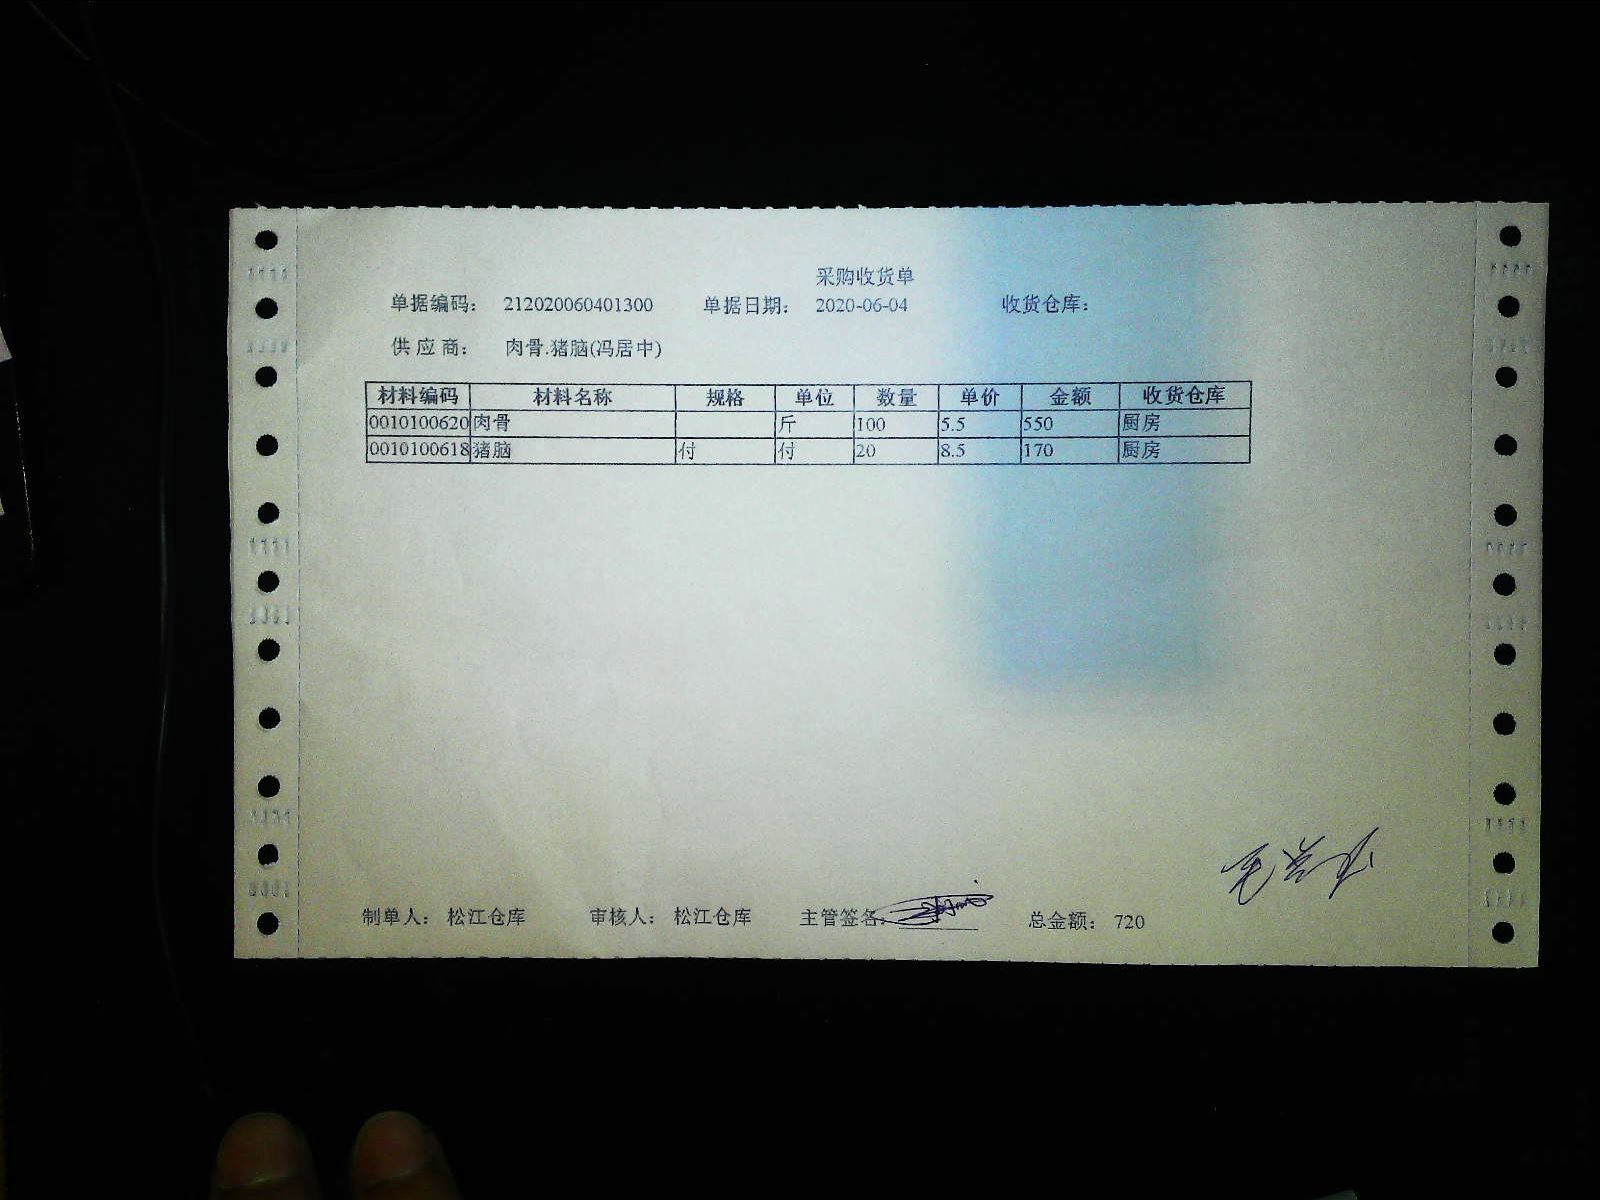 采购收货单
单据编码： 212020060401300 单据日期： 2020-06-04 收货仓库：
供 应 商： 肉骨.猪脑(冯居中)
材料编码 材料名称 规格 单位 数量 单价 金额 收货仓库
0010100620 肉骨 斤 100 5.5 550 厨房
0010100618 猪脑 付 付 20 8.5 170 厨房
制单人： 松江仓库 审核人： 松江仓库 主管签名： 总金额： 720